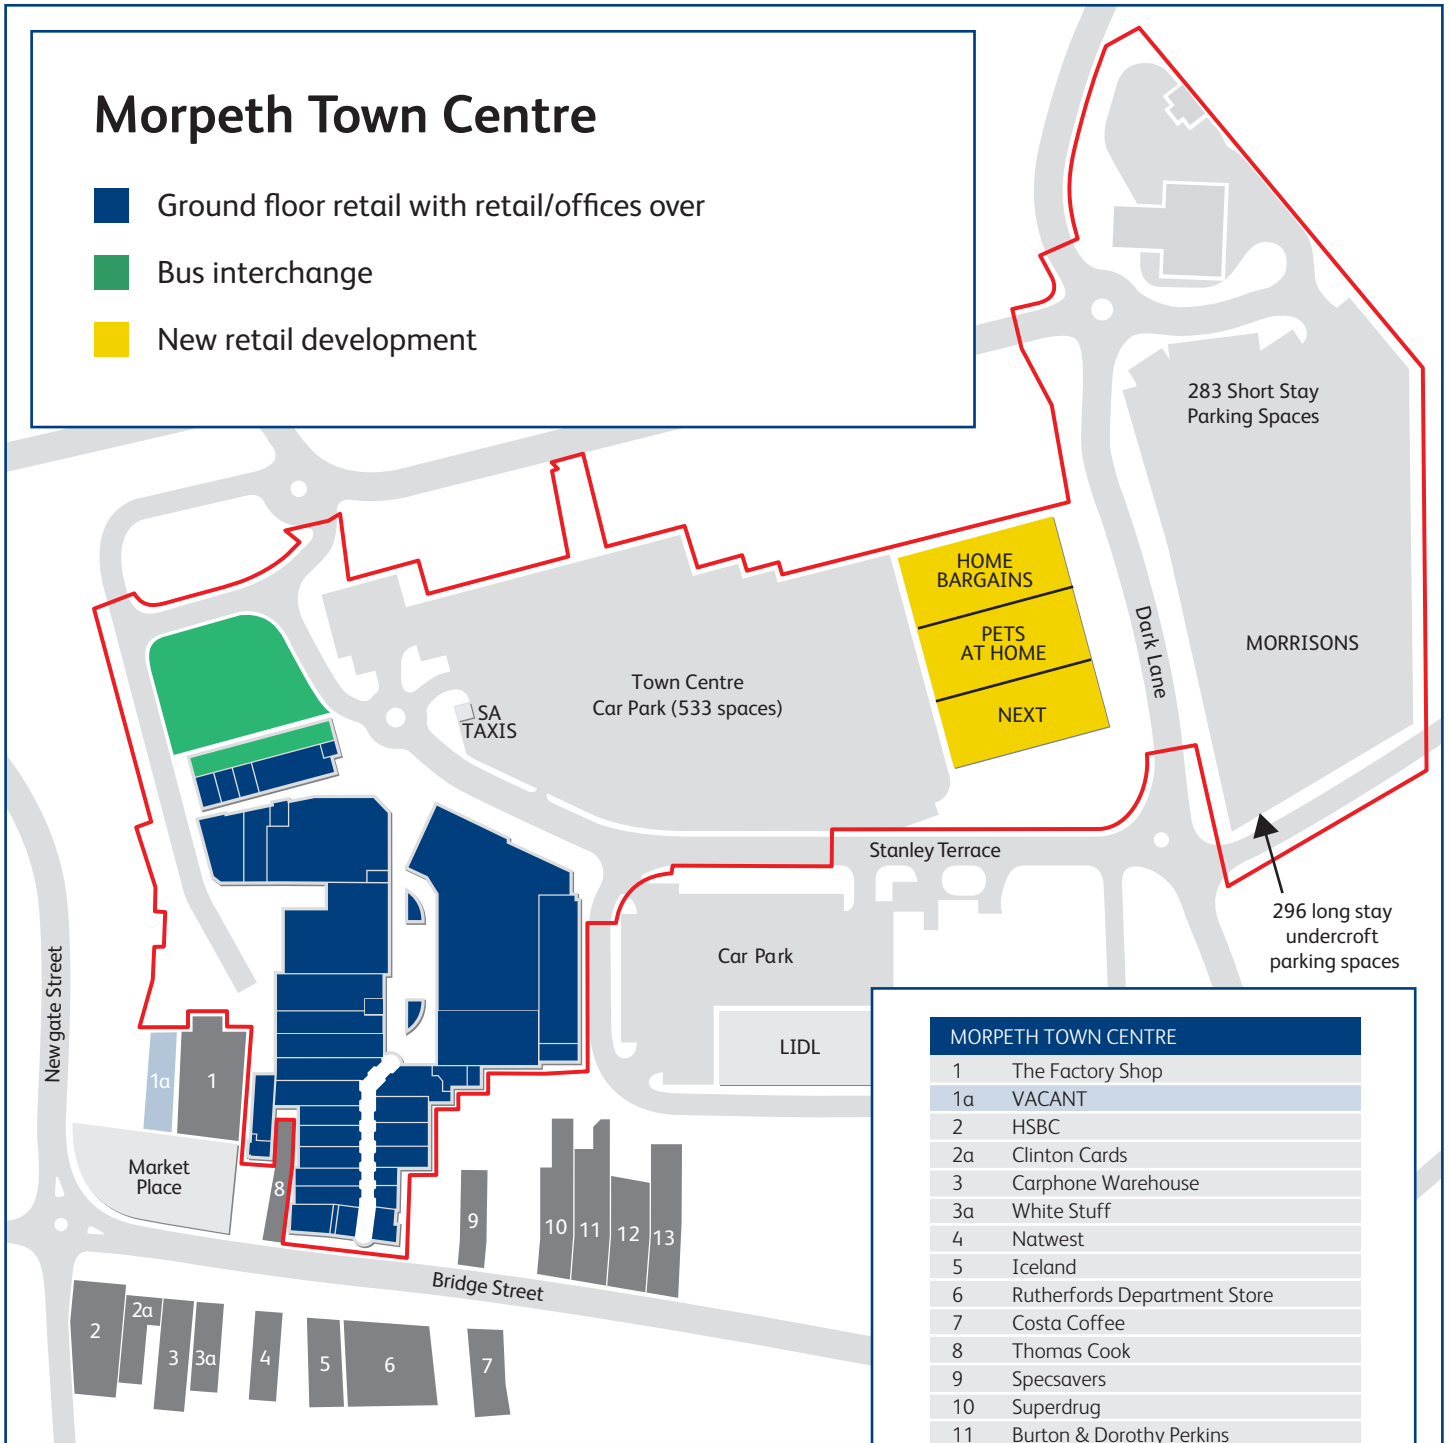 Morpeth Town Centre
Ground floor retail with retail/offices over
Bus interchange
New retail development
283 Short Stay
Parking Spaces
HOME
BARGAINS
PETS
AT HOME
NEXT
Dark Lane
MORRISONS
Town Centre
Car Park (533 spaces)
SA
TAXIS
Stanley Terrace
296 long stay
undercroft
parking spaces
Car Park
LIDL
Newgate Street
1a
1
Market
Place
8
9
10
11
12
13
Bridge Street
2
2a
3
3a
4
5
6
7
MORPETH TOWN CENTRE
1 The Factory Shop
1a VACANT
2 HSBC
2a Clinton Cards
3 Carphone Warehouse
3a White Stuff
4 Natwest
5 Iceland
6 Rutherfords Department Store
7 Costa Coffee
8 Thomas Cook
9 Specsavers
10 Superdrug
11 Burton & Dorothy Perkins